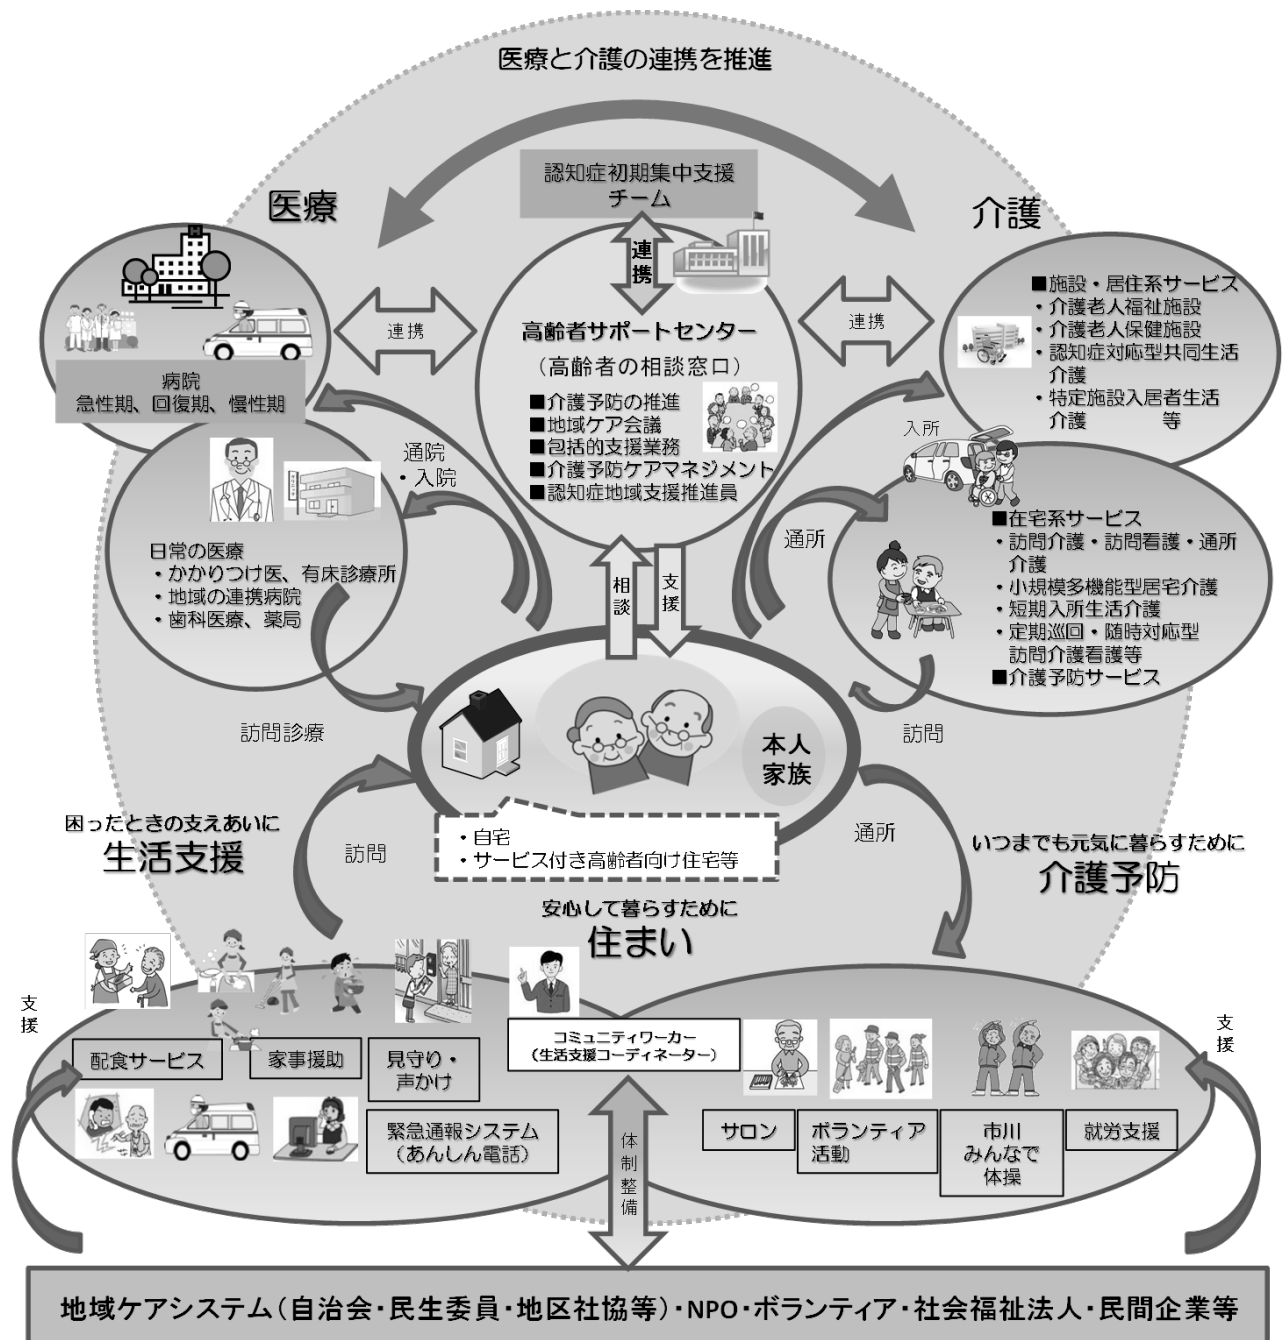 医療と介護の連携を推進
認知症初期集中支援
チーム
医療
介護
連携
連携
連携
病院
急性期、回復期、慢性期
高齢者サポートセンター
（高齢者の相談窓口）
■介護予防の推進
■地域ケア会議
■包括的支援業務
■介護予防ケアマネジメント
■認知症地域支援推進員
■施設・居住系サービス
・介護老人福祉施設
・介護老人保健施設
・認知症対応型共同生活
介護
・特定施設入居者生活
介護　　　　等
通院
・入院
入所
日常の医療
・かかりつけ医、有床診療所
・地域の連携病院
・歯科医療、薬局
相談
支援
通所
■在宅系サービス
・訪問介護・訪問看護・通所
介護
・小規模多機能型居宅介護
・短期入所生活介護
・定期巡回・随時対応型
訪問介護看護等
■介護予防サービス
訪問診療
訪問
本人
家族
・自宅
・サービス付き高齢者向け住宅等
困ったときの支えあいに
生活支援
訪問
通所
いつまでも元気に暮らすために
介護予防
安心して暮らすために
住まい
支援
支援
配食サービス
家事援助
見守り・
声かけ
緊急通報システム
（あんしん電話）
コミュニティワーカー
（生活支援コーディネーター）
体制整備
サロン
ボランティア
活動
市川
みんなで
体操
就労支援
地域ケアシステム（自治会・民生委員・地区社協等）・NPO・ボランティア・社会福祉法人・民間企業等